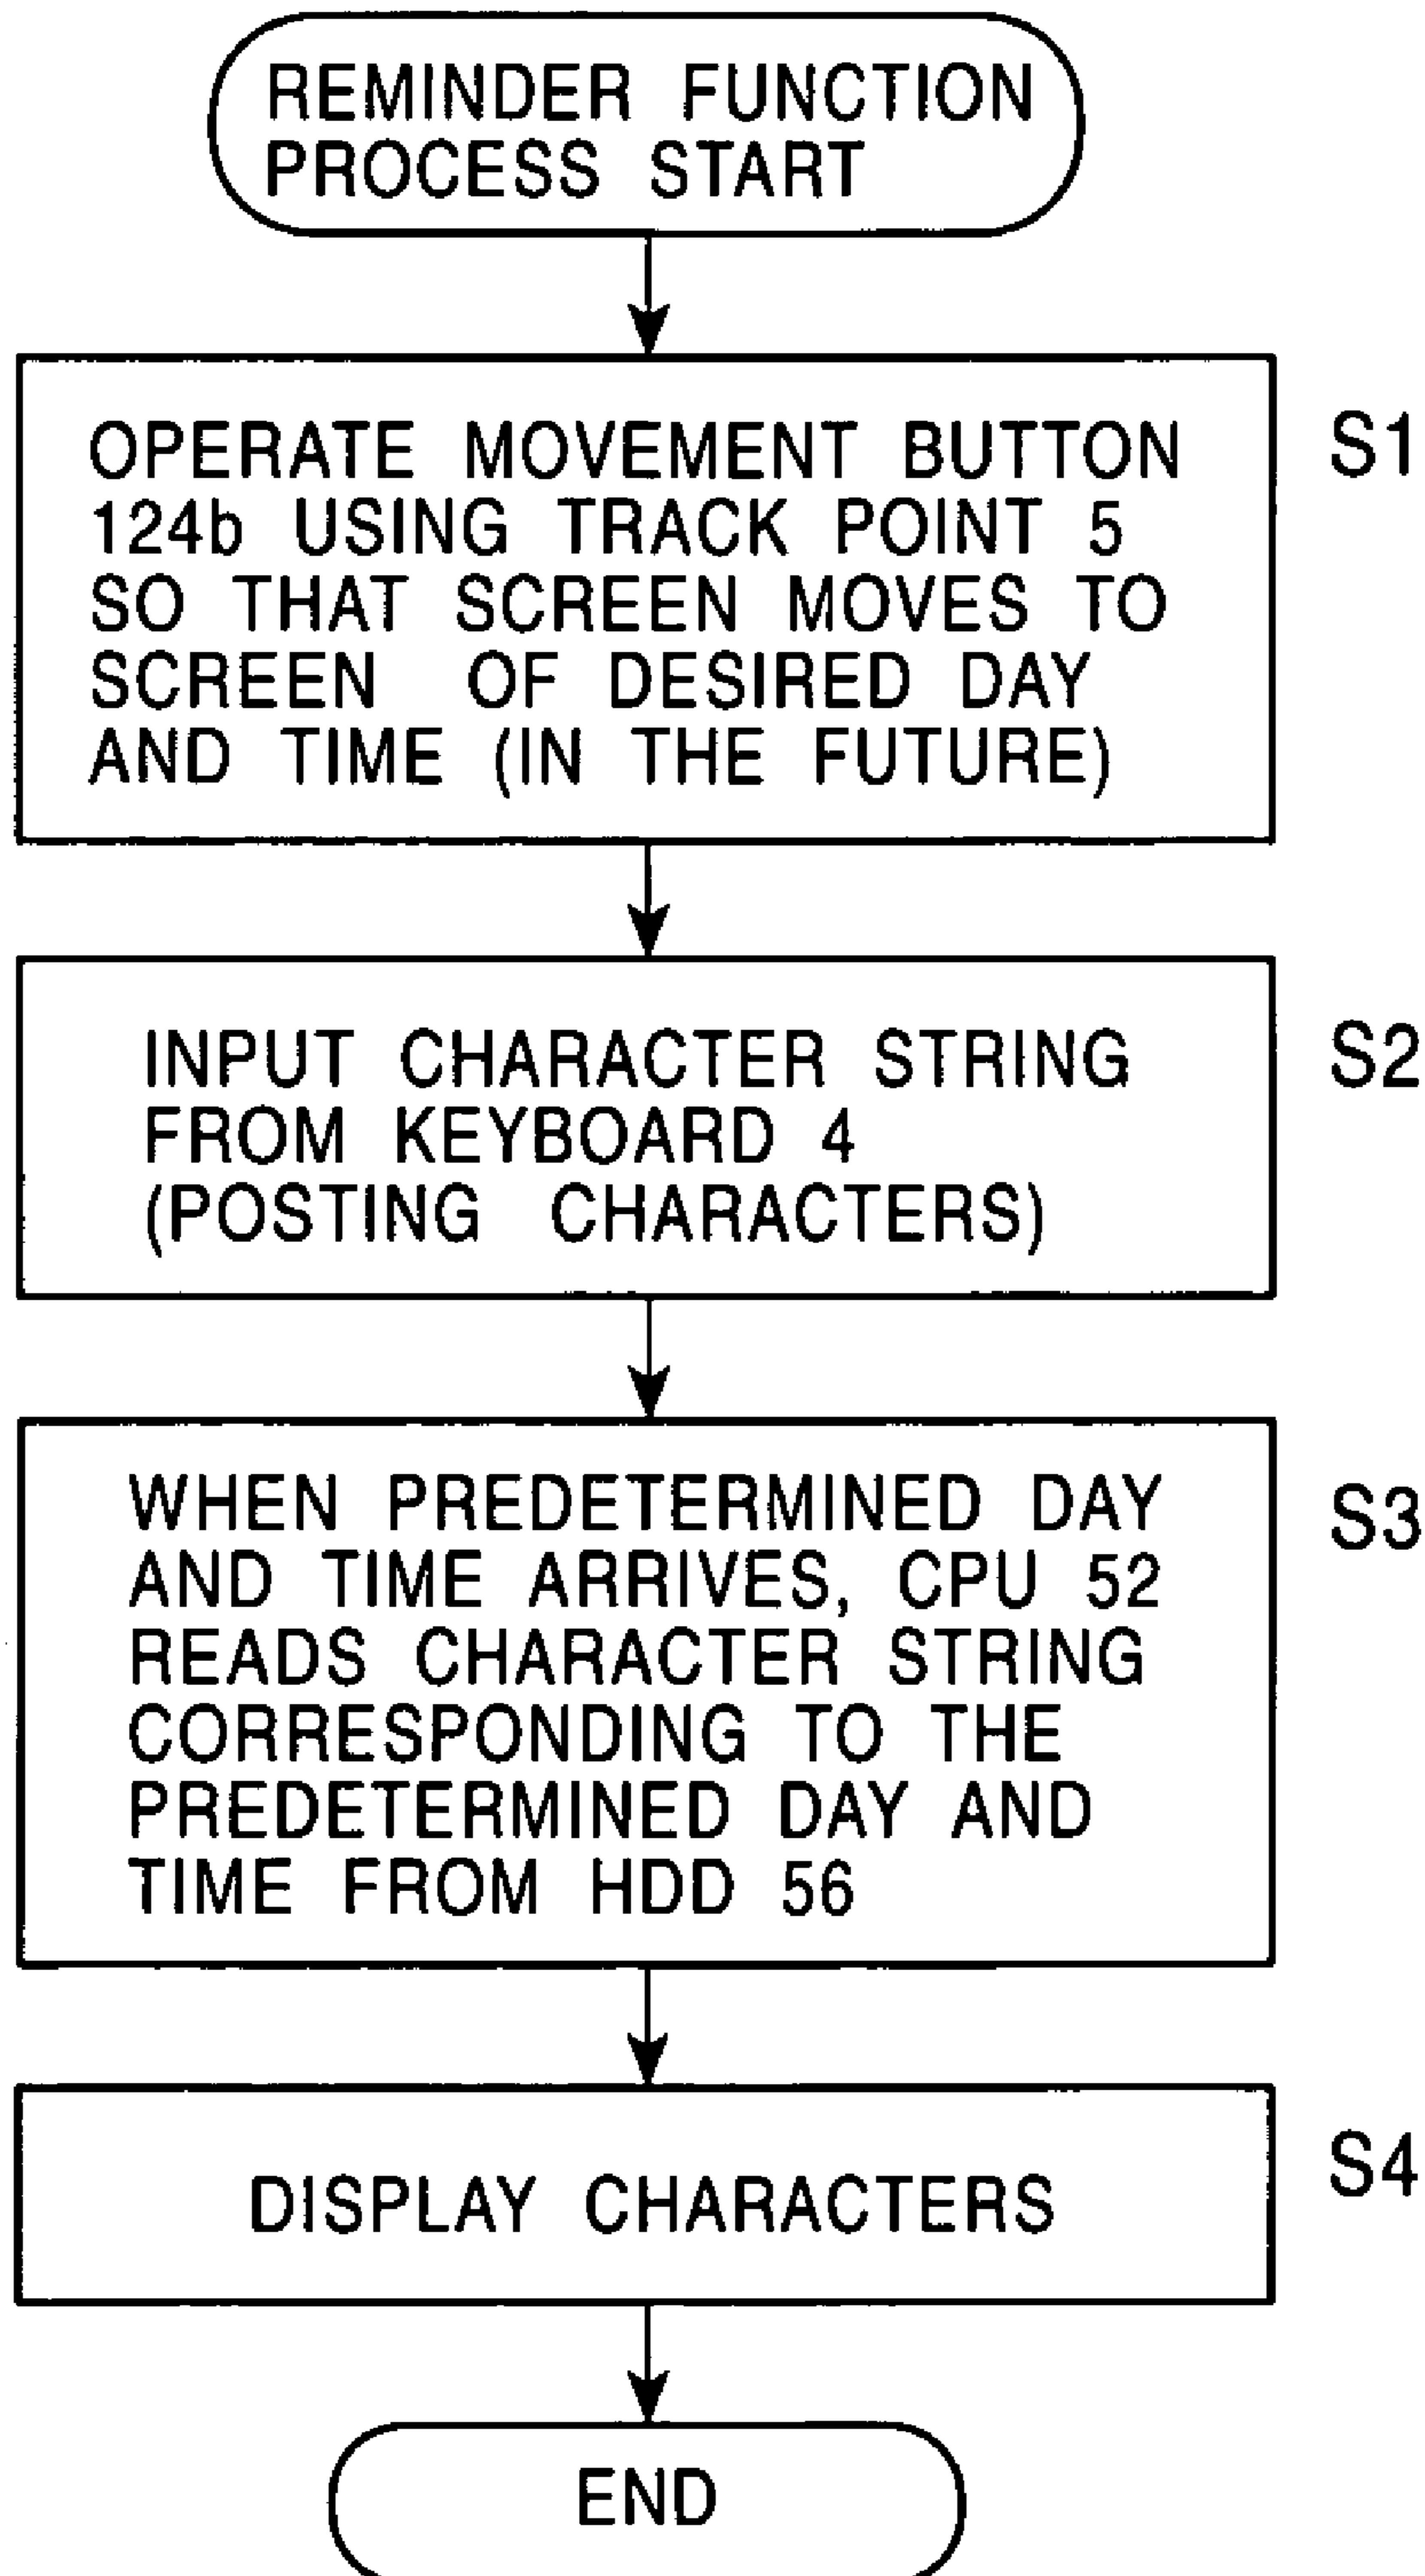 REMINDER FUNCTION
PROCESS START
OPERATE MOVEMENT BUTTON
124b USING TRACK POINT 5
SO THAT SCREEN MOVES TO
SCREEN OF DESIRED DAY
AND TIME (IN THE FUTURE)
S1
INPUT CHARACTER STRING
FROM KEYBOARD 4
(POSTING CHARACTERS)
S2
WHEN PREDETERMINED DAY
AND TIME ARRIVES, CPU 52
READS CHARACTER STRING
CORRESPONDING TO THE
PREDETERMINED DAY AND
TIME FROM HDD 56
S3
DISPLAY CHARACTERS
S4
END